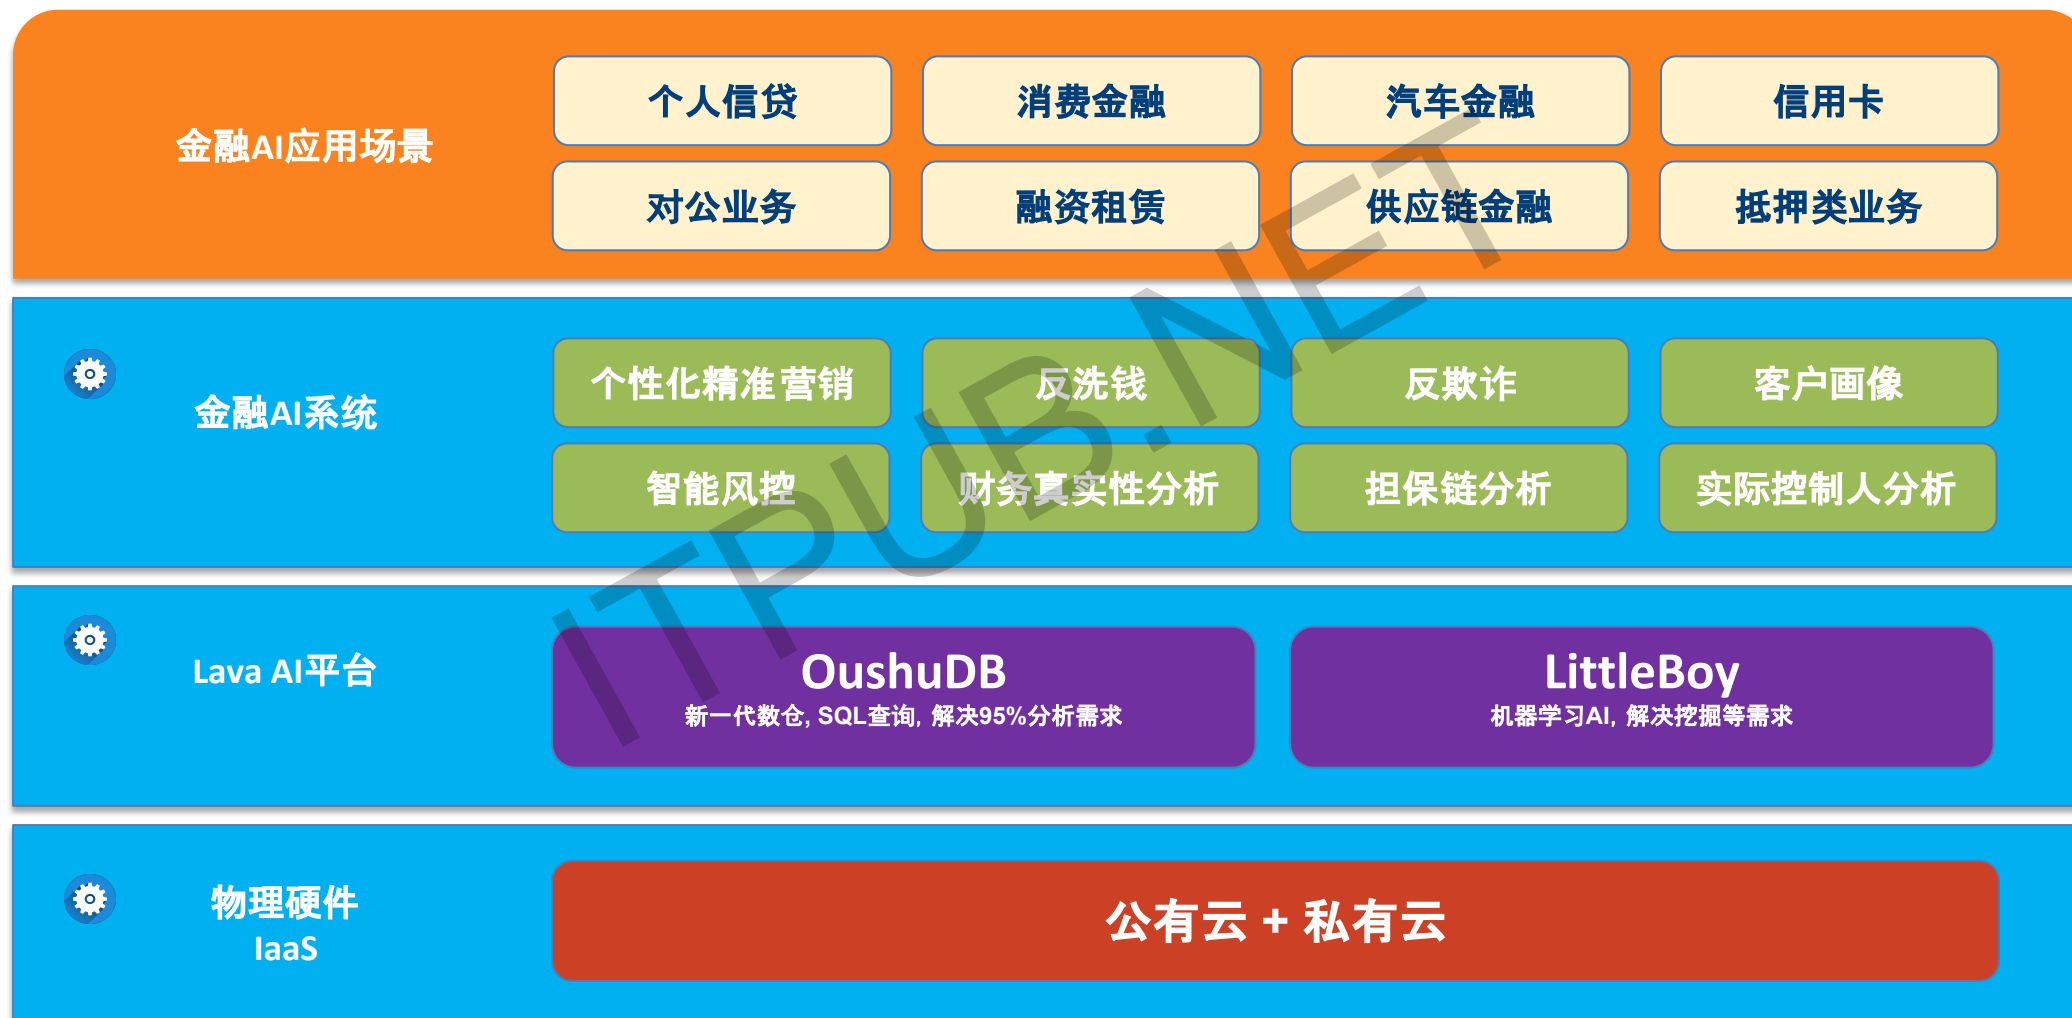 金融AI应用场景
个人信贷
消费金融
汽车金融
信用卡
对公业务
融资租赁
供应链金融
抵押类业务
金融AI系统
个性化精准营销
反洗钱
反欺诈
客户画像
智能风控
财务真实性分析
担保链分析
实际控制人分析
Lava AI平台
OushuDB
新一代数仓, SQL查询, 解决95%分析需求
LittleBoy
机器学习AI, 解决挖掘等需求
物理硬件
IaaS
公有云 + 私有云
ITPUB.NET